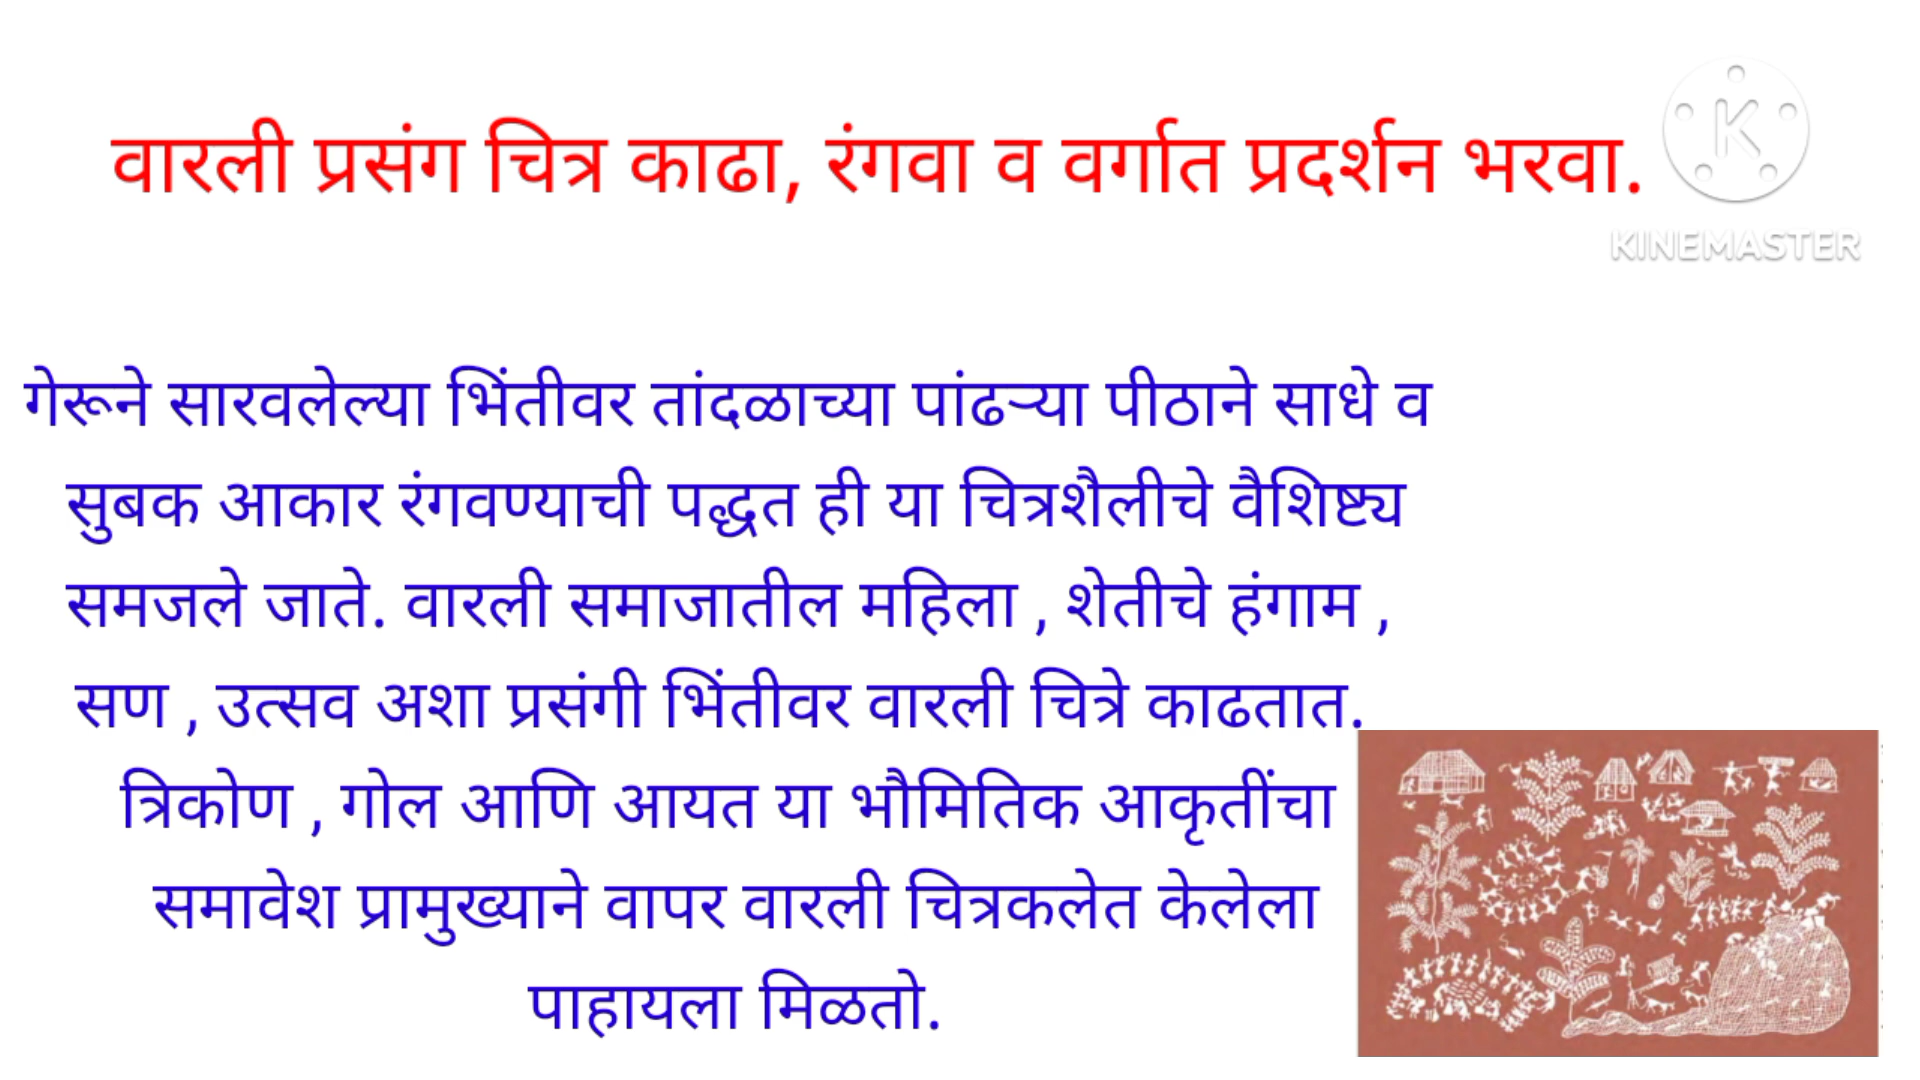 वारली प्रसंग चित्र काढा, रंगवा व वर्गात प्रदर्शन भरवा.
KINEMASTER
गेरूने सारवलेल्या भिंतीवर तांदळाच्या पांढऱ्या पीठाने साधे व
सुबक आकार रंगवण्याची पद्धत ही या चित्रशैलीचे वैशिष्ट्य
समजले जाते. वारली समाजातील महिला , शेतीचे हंगाम ,
सण , उत्सव अशा प्रसंगी भिंतीवर वारली चित्रे काढतात.
त्रिकोण , गोल आणि आयत या भौमितिक आकृतींचा
समावेश प्रामुख्याने वापर वारली चित्रकलेत केलेला
पाहायला मिळतो.